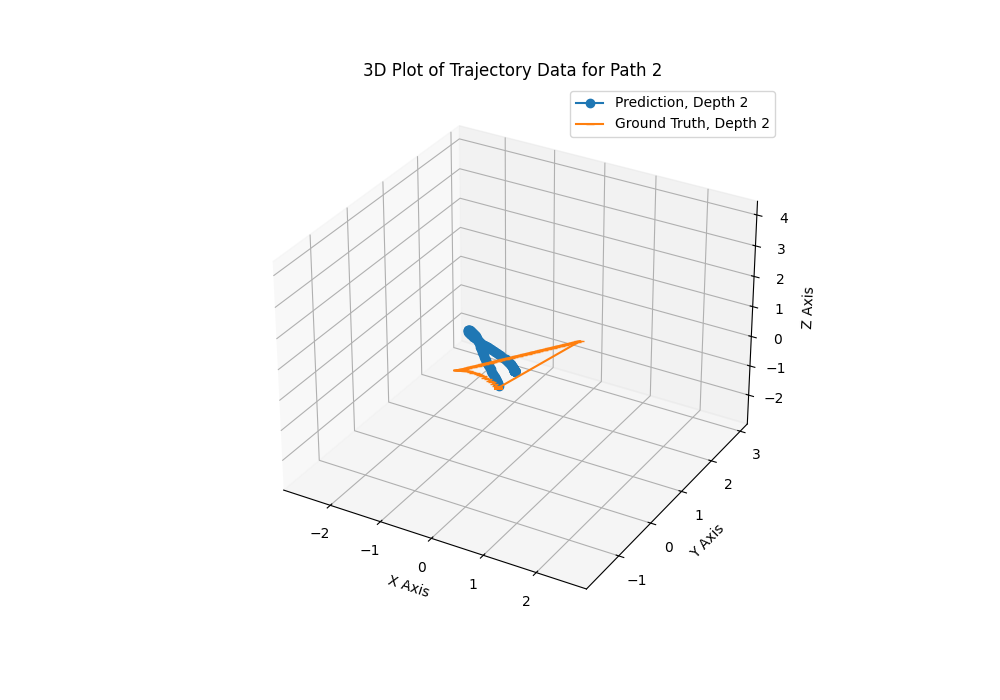 3D Plot of Trajectory Data for Path 2
Prediction, Depth 2
Ground Truth, Depth 2
4
3
2
1
0
−1
−2
Z Axis
3
2
1
0
−1
Y Axis
−2
−1
0
1
2
X Axis